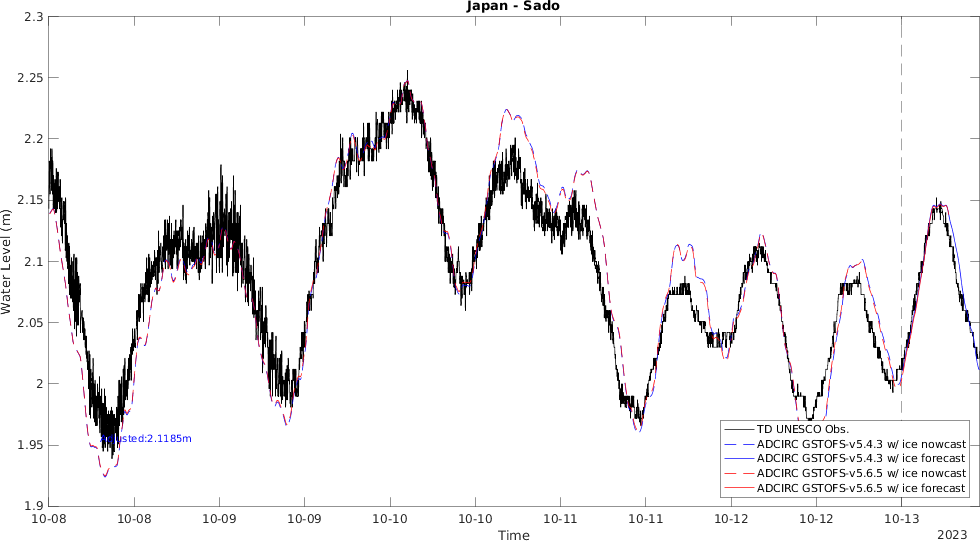 Japan - Sado
2.3
2.25
2.2
2.15
2.1
2.05
2
1.95
1.9
Water Level (m)
:2.1185m
TD UNESCO Obs.
ADCIRC GSTOFS-v5.4.3 w/ ice nowcast
ADCIRC GSTOFS-v5.4.3 w/ ice forecast
ADCIRC GSTOFS-v5.6.5 w/ ice nowcast
ADCIRC GSTOFS-v5.6.5 w/ ice forecast
10-08 10-08 10-09 10-09 10-10 10-10 10-11 10-11 10-12 10-12 10-13
Time
2023